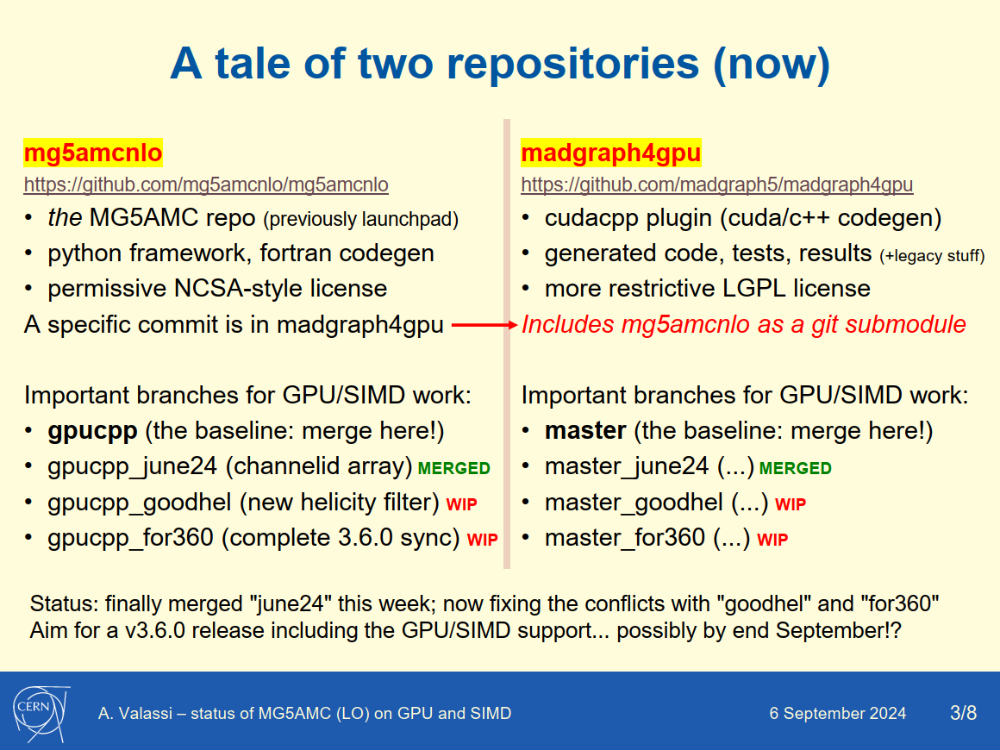 A tale of two repositories (now)
mg5amcnlo
https://github.com/mg5amcnlo/mg5amcnlo
• the MG5AMC repo (previously launchpad)
• python framework, fortran codegen
• permissive NCSA-style license
A specific commit is in madgraph4gpu
Important branches for GPU/SIMD work:
• gpucpp (the baseline: merge here!)
• gpucpp_june24 (channelid array) MERGED
• gpucpp_goodhel (new helicity filter) WIP
• gpucpp_for360 (complete 3.6.0 sync) WIP
madgraph4gpu
https://github.com/madgraph5/madgraph4gpu
• cudacpp plugin (cuda/c++ codegen)
• generated code, tests, results (+legacy stuff)
• more restrictive LGPL license
Includes mg5amcnlo as a git submodule
Important branches for GPU/SIMD work:
• master (the baseline: merge here!)
• master_june24 (...) MERGED
• master_goodhel (...) WIP
• master_for360 (...) WIP
Status: finally merged "june24" this week; now fixing the conflicts with "goodhel" and "for360"
Aim for a v3.6.0 release including the GPU/SIMD support... possibly by end September!?
CERN
A. Valassi – status of MG5AMC (LO) on GPU and SIMD
6 September 2024
3/8